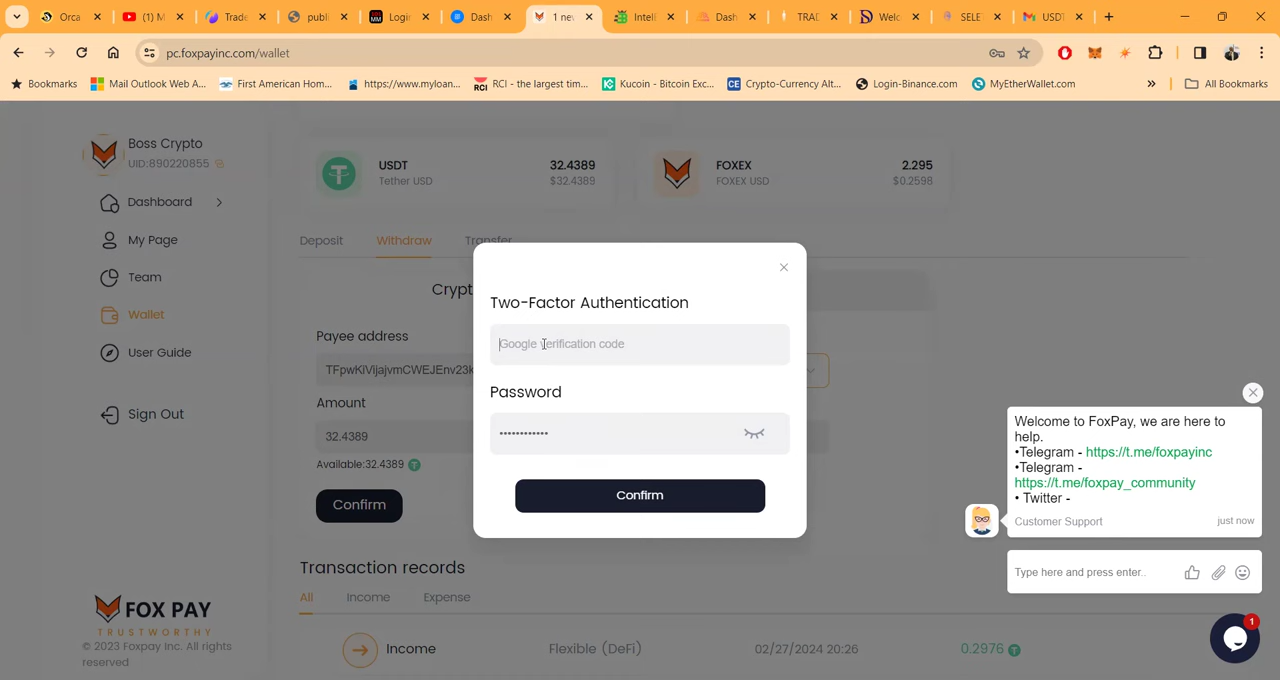 Orca
(1) M
Trade
publi
Login
Dash
1 nev
Intell
Dash
TRAD
Welc
SELET
USDT
pc.foxpayinc.com/wallet
Bookmarks
Mail Outlook Web A...
First American Hom...
https://www.myloan...
RCI - the largest tim...
Kucoin - Bitcoin Exc...
Crypto-Currency Alt...
Login-Binance.com
MyEtherWallet.com
»
All Bookmarks
Boss Crypto
UID:890220855
Dashboard
My Page
Team
Wallet
User Guide
Sign Out
FOX PAY
TRUSTWORTHY
© 2023 Foxpay Inc. All rights
reserved
USDT
Tether USD
32.4389
$32.4389
FOXEX
FOXEX USD
2.295
$0.2598
Deposit
Withdraw
Transfer
Crypt
Payee address
TFpwKiVijajvmCWEJEnv23k
Amount
32.4389
Available:32.4389
Confirm
Two-Factor Authentication
Google verification code
Password
••••••••••••
Confirm
Transaction records
All
Income
Expense
Income
Flexible (DeFi)
02/27/2024 20:26
0.2976
Welcome to FoxPay, we are here to
help.
•Telegram - https://t.me/foxpayinc
•Telegram -
https://t.me/foxpay_community
• Twitter -
Customer Support
just now
Type here and press enter..
1